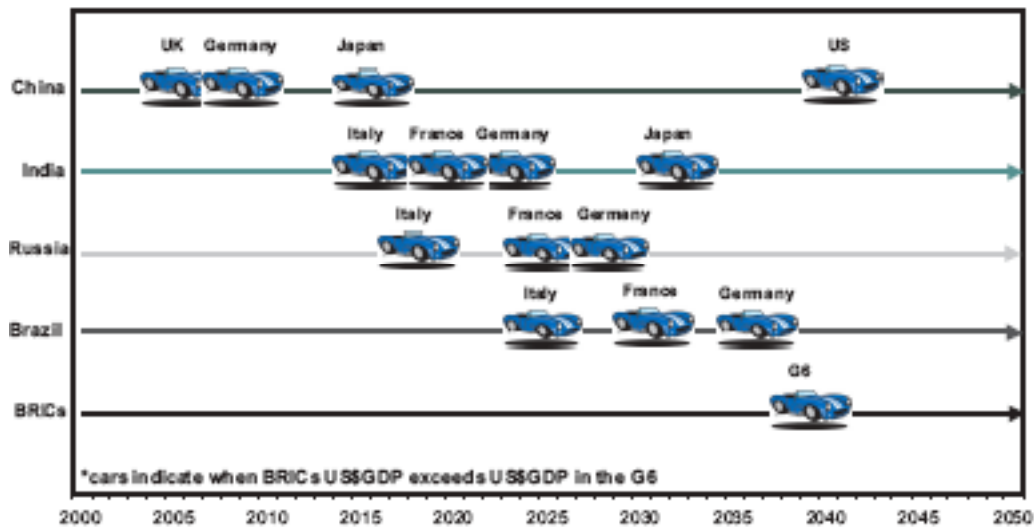 UK Germany Japan US
China
Italy France Germany Japan
India
Italy France Germany
Russia
Italy France Germany
Brazil
G6
BRICs
*cars indicate when BRICs US$GDP exceeds US$GDP in the G6
2000 2005 2010 2015 2020 2025 2030 2035 2040 2045 2050